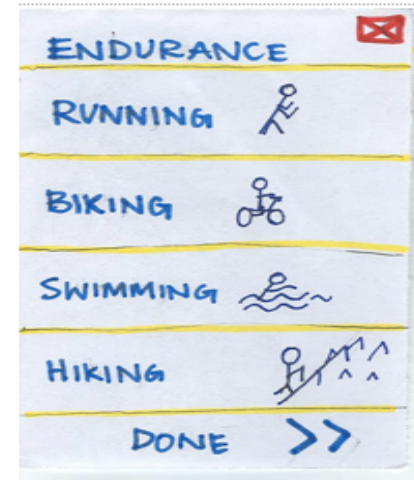 ENDURANCE
RUNNING
BIKING
SWIMMING
HIKING
DONE >>